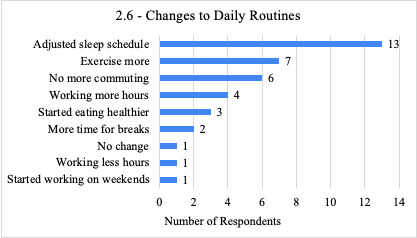 2.6 - Changes to Daily Routines
Adjusted sleep schedule 13
Exercise more 7
No more commuting 6
Working more hours 4
Started eating healthier 3
More time for breaks 2
No change 1
Working less hours 1
Started working on weekends 1
0 2 4 6 8 10 12 14
Number of Respondents